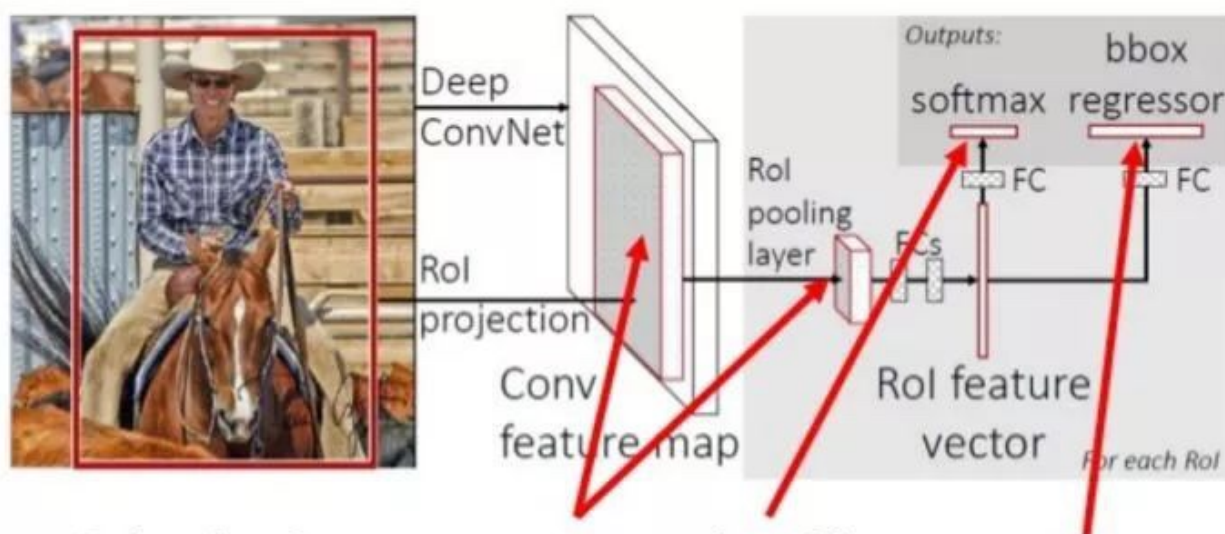 Deep
ConvNet
RoI
projection
Conv
feature map
RoI
pooling
layer
FCs
RoI feature
vector
For each RoI
Outputs:
softmax
bbox
regressor
FC
FC